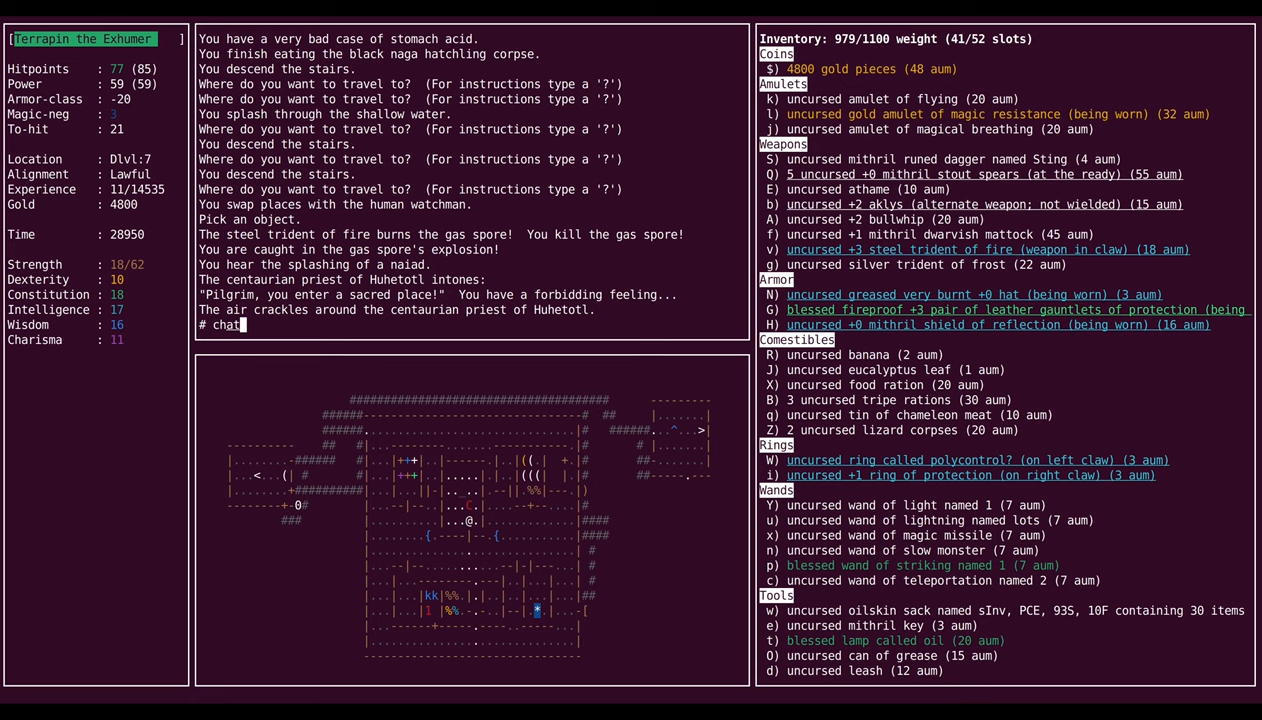 [Terrapin the Exhumer ]
Hitpoints : 77 (85)
Power : 59 (59)
Armor-class : -20
Magic-neg : 3
To-hit : 21
Location : Dlvl:7
Alignment : Lawful
Experience : 11/14535
Gold : 4800
Time : 28950
Strength : 18/62
Dexterity : 10
Constitution : 18
Intelligence : 17
Wisdom : 16
Charisma : 11
You have a very bad case of stomach acid.
You finish eating the black naga hatchling corpse.
You descend the stairs.
Where do you want to travel to? (For instructions type a '?')
Where do you want to travel to? (For instructions type a '?')
You splash through the shallow water.
Where do you want to travel to? (For instructions type a '?')
You descend the stairs.
Where do you want to travel to? (For instructions type a '?')
You descend the stairs.
Where do you want to travel to? (For instructions type a '?')
You swap places with the human watchman.
Pick an object.
The steel trident of fire burns the gas spore! You kill the gas spore!
You are caught in the gas spore's explosion!
You hear the splashing of a naiad.
The centaurian priest of Huhetotl intones:
"Pilgrim, you enter a sacred place!" You have a forbidding feeling...
The air crackles around the centaurian priest of Huhetotl.
# chat
Inventory: 979/1100 weight (41/52 slots)
Coins
$) 4800 gold pieces (48 aum)
Amulets
k) uncursed amulet of flying (20 aum)
l) uncursed gold amulet of magic resistance (being worn) (32 aum)
j) uncursed amulet of magical breathing (20 aum)
Weapons
S) uncursed mithril runed dagger named Sting (4 aum)
Q) 5 uncursed +0 mithril stout spears (at the ready) (55 aum)
E) uncursed athame (10 aum)
b) uncursed +2 aklys (alternate weapon; not wielded) (15 aum)
A) uncursed +2 bullwhip (20 aum)
f) uncursed +1 mithril dwarvish mattock (45 aum)
v) uncursed +3 steel trident of fire (weapon in claw) (18 aum)
g) uncursed silver trident of frost (22 aum)
Armor
N) uncursed greased very burnt +0 hat (being worn) (3 aum)
G) blessed fireproof +3 pair of leather gauntlets of protection (being
H) uncursed +0 mithril shield of reflection (being worn) (16 aum)
Comestibles
R) uncursed banana (2 aum)
J) uncursed eucalyptus leaf (1 aum)
X) uncursed food ration (20 aum)
B) 3 uncursed tripe rations (30 aum)
q) uncursed tin of chameleon meat (10 aum)
Z) 2 uncursed lizard corpses (20 aum)
Rings
W) uncursed ring called polycontrol? (on left claw) (3 aum)
i) uncursed +1 ring of protection (on right claw) (3 aum)
Wands
Y) uncursed wand of light named 1 (7 aum)
u) uncursed wand of lightning named lots (7 aum)
x) uncursed wand of magic missile (7 aum)
n) uncursed wand of slow monster (7 aum)
p) blessed wand of striking named 1 (7 aum)
c) uncursed wand of teleportation named 2 (7 aum)
Tools
w) uncursed oilskin sack named sInv, PCE, 93S, 10F containing 30 items
e) uncursed mithril key (3 aum)
t) blessed lamp called oil (20 aum)
O) uncursed can of grease (15 aum)
d) uncursed leash (12 aum)